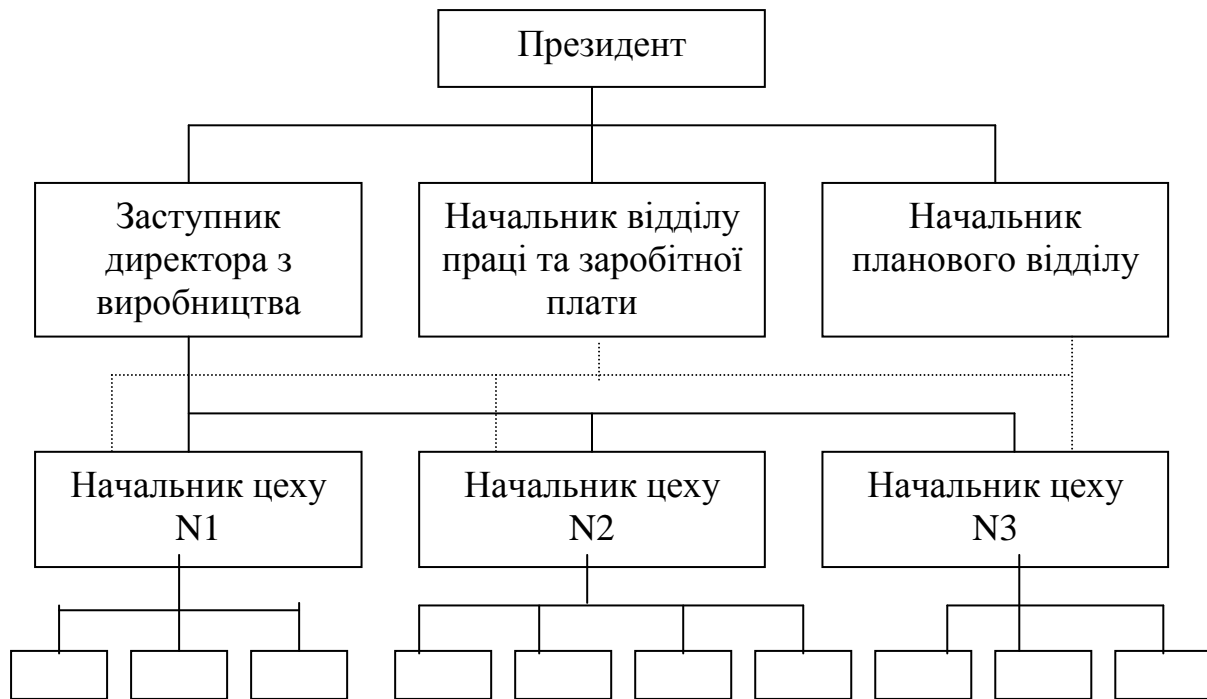 Президент
Заступник
директора з
виробництва
Начальник відділу
праці та заробітної
плати
Начальник
планового відділу
Начальник цеху
N1
Начальник цеху
N2
Начальник цеху
N3